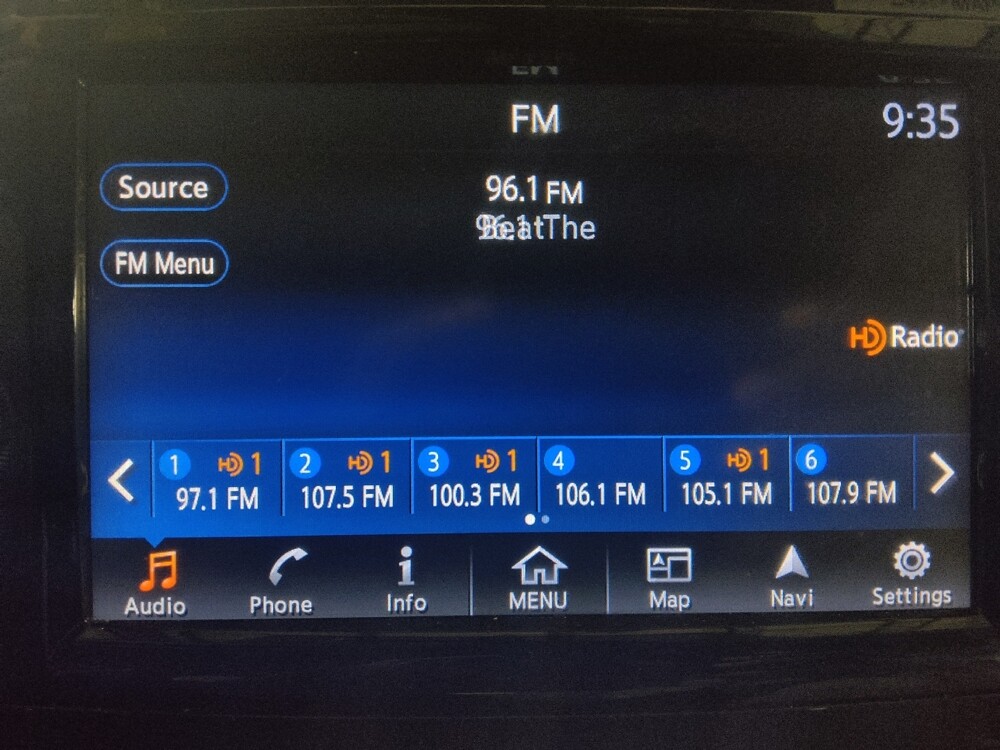 FM
9:35
Source
96.1 FM
FM Menu
HD Radio
1 HD 1
97.1 FM
2 HD 1
107.5 FM
3 HD 1
100.3 FM
4
106.1 FM
5 HD 1
105.1 FM
6
107.9 FM
Audio
Phone
Info
MENU
Map
Navi
Settings